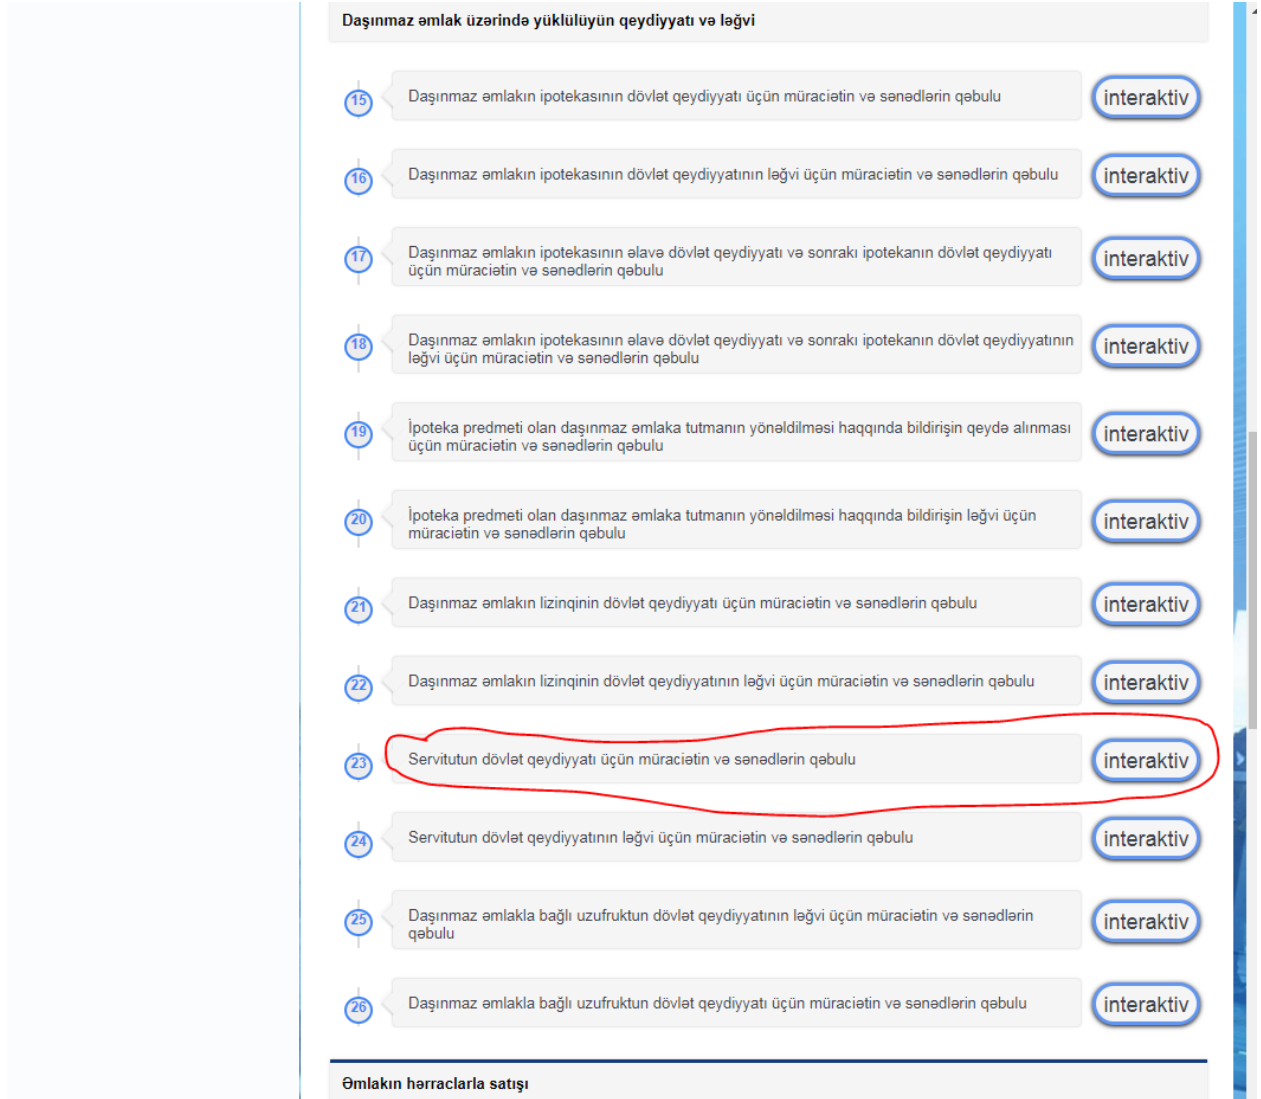 Daşınmaz əmlak üzərində yüklülüyün qeydiyyatı və ləğvi
15 Daşınmaz əmlakın ipotekasının dövlət qeydiyyatı üçün müraciətin və sənədlərin qəbulu interaktiv
16 Daşınmaz əmlakın ipotekasının dövlət qeydiyyatının ləğvi üçün müraciətin və sənədlərin qəbulu interaktiv
17 Daşınmaz əmlakın ipotekasının əlavə dövlət qeydiyyatı və sonrakı ipotekanın dövlət qeydiyyatı
üçün müraciətin və sənədlərin qəbulu interaktiv
18 Daşınmaz əmlakın ipotekasının əlavə dövlət qeydiyyatı və sonrakı ipotekanın dövlət qeydiyyatının
ləğvi üçün müraciətin və sənədlərin qəbulu interaktiv
19 İpoteka predmeti olan daşınmaz əmlaka tutmanın yönəldilməsi haqqında bildirişin qeydə alınması
üçün müraciətin və sənədlərin qəbulu interaktiv
20 İpoteka predmeti olan daşınmaz əmlaka tutmanın yönəldilməsi haqqında bildirişin ləğvi üçün
müraciətin və sənədlərin qəbulu interaktiv
21 Daşınmaz əmlakın lizinqinin dövlət qeydiyyatı üçün müraciətin və sənədlərin qəbulu interaktiv
22 Daşınmaz əmlakın lizinqinin dövlət qeydiyyatının ləğvi üçün müraciətin və sənədlərin qəbulu interaktiv
23 Servitutun dövlət qeydiyyatı üçün müraciətin və sənədlərin qəbulu interaktiv
24 Servitutun dövlət qeydiyyatının ləğvi üçün müraciətin və sənədlərin qəbulu interaktiv
25 Daşınmaz əmlakla bağlı uzufruktun dövlət qeydiyyatının ləğvi üçün müraciətin və sənədlərin
qəbulu interaktiv
26 Daşınmaz əmlakla bağlı uzufruktun dövlət qeydiyyatı üçün müraciətin və sənədlərin qəbulu interaktiv
Əmlakın hərraclarla satışı